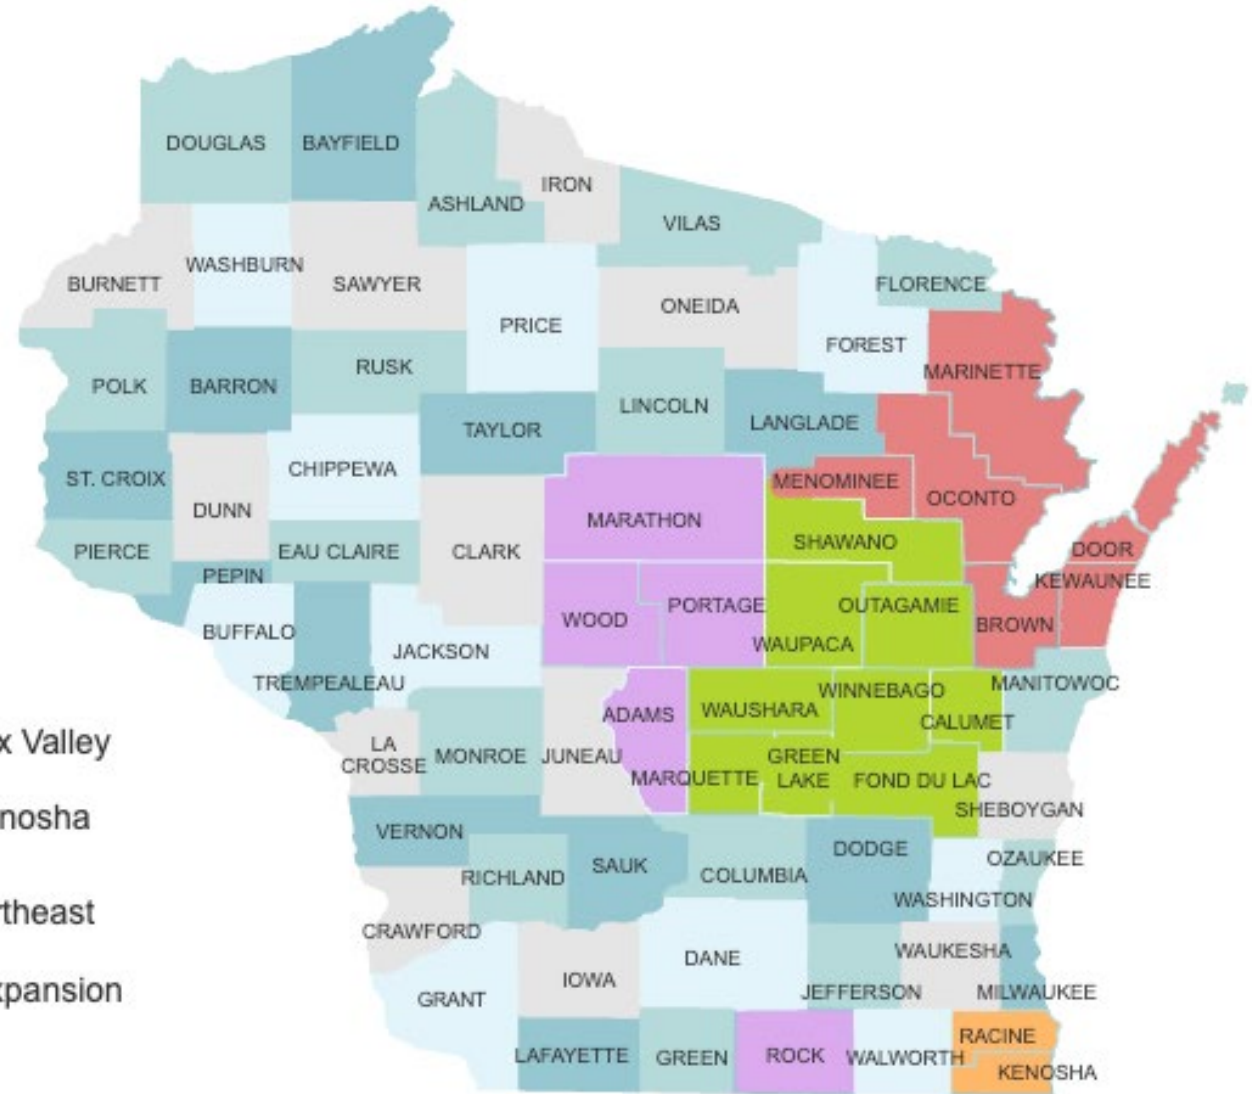 DOUGLAS
BAYFIELD
ASHLAND
IRON
VILAS
BURNETT
WASHBURN
SAWYER
PRICE
ONEIDA
FOREST
FLORENCE
MARINETTE
POLK
BARRON
RUSK
LINCOLN
LANGLADE
TAYLOR
ST. CROIX
DUNN
CHIPPEWA
MENOMINEE
OCONTO
MARATHON
SHAWANO
PIERCE
EAU CLAIRE
CLARK
DOOR
PEPIN
KEWAUNEE
WOOD
PORTAGE
OUTAGAMIE
BROWN
BUFFALO
JACKSON
WAUPACA
TREMPEALEAU
ADAMS
WAUSHARA
WINNEBAGO
MANITOWOC
CALUMET
x Valley
LA
CROSSE
MONROE
JUNEAU
MARQUETTE
GREEN
LAKE
FOND DU LAC
SHEBOYGAN
nosha
VERNON
RICHLAND
SAUK
COLUMBIA
DODGE
OZAUKEE
WASHINGTON
rtheast
CRAWFORD
GRANT
IOWA
DANE
JEFFERSON
WAUKESHA
MILWAUKEE
xpansion
LAFAYETTE
GREEN
ROCK
WALWORTH
RACINE
KENOSHA